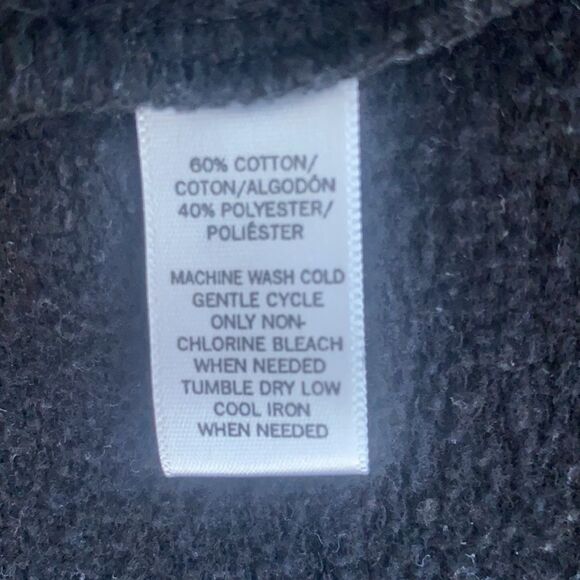 60% COTTON/
COTON/ALGODÓN
40% POLYESTER/
POLIÉSTER
MACHINE WASH COLD
GENTLE CYCLE
ONLY NON-
CHLORINE BLEACH
WHEN NEEDED
TUMBLE DRY LOW
COOL IRON
WHEN NEEDED